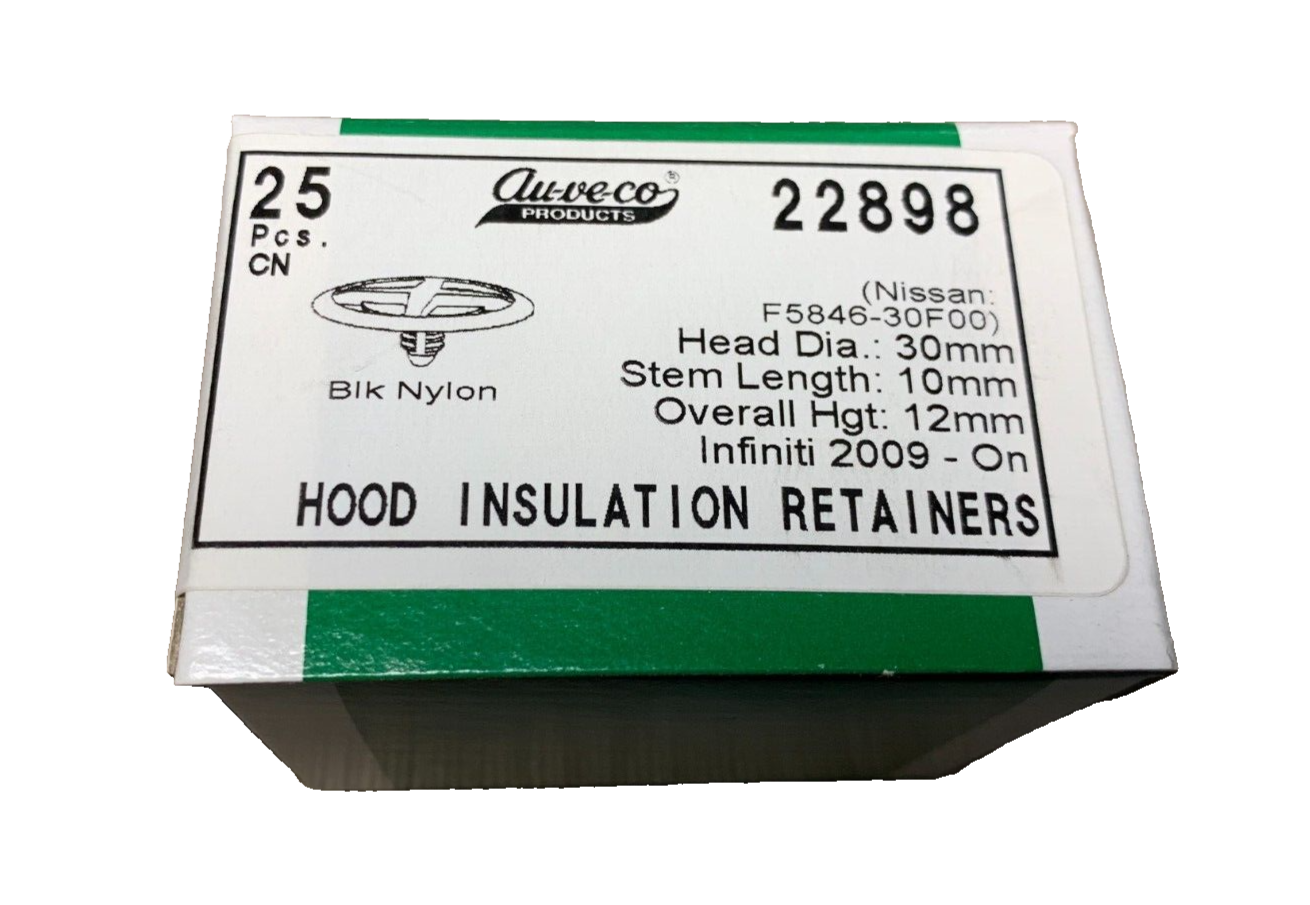 25
Pcs.
CN
Au-ve-co®
PRODUCTS
22898
(Nissan:
F5846-30F00)
Head Dia.: 30mm
Stem Length: 10mm
Overall Hgt: 12mm
Infiniti 2009 - On
Blk Nylon
HOOD INSULATION RETAINERS